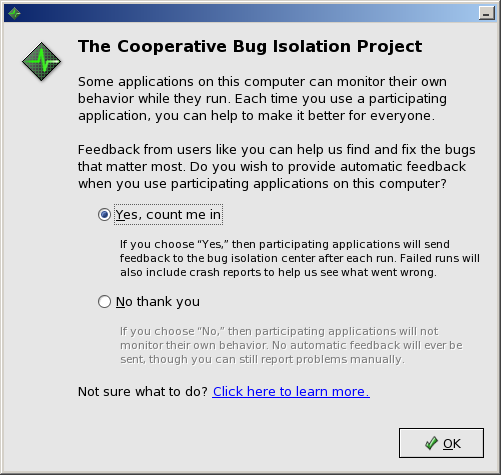 The Cooperative Bug Isolation Project
Some applications on this computer can monitor their own
behavior while they run. Each time you use a participating
application, you can help to make it better for everyone.
Feedback from users like you can help us find and fix the bugs
that matter most. Do you wish to provide automatic feedback
when you use participating applications on this computer?
Yes, count me in
If you choose “Yes,” then participating applications will send
feedback to the bug isolation center after each run. Failed runs will
also include crash reports to help us see what went wrong.
No thank you
If you choose “No,” then participating applications will not
monitor their own behavior. No automatic feedback will ever be
sent, though you can still report problems manually.
Not sure what to do? Click here to learn more.
OK